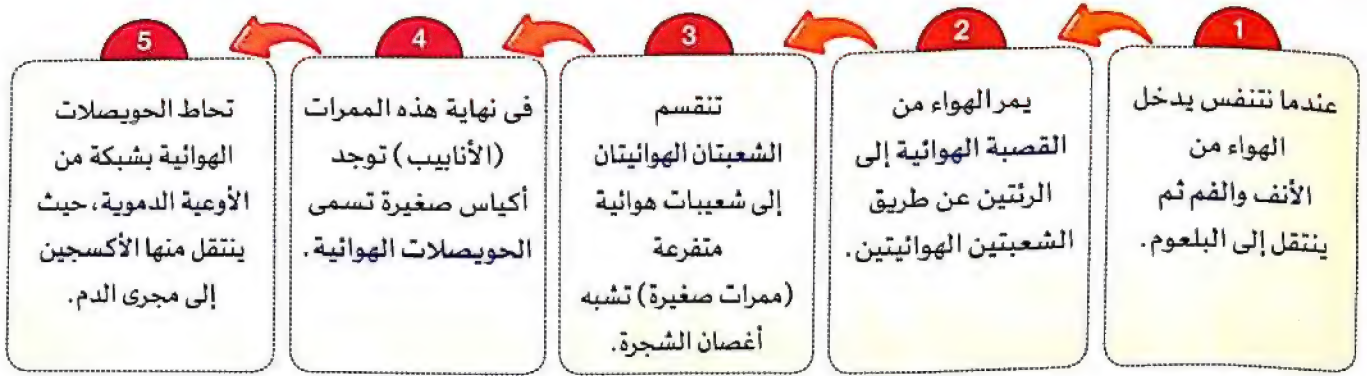 1
عندما نتنفس يدخل
الهواء من
الأنف والفم ثم
ينتقل إلى البلعوم.
2
يمر الهواء من
القصبة الهوائية إلى
الرئتين عن طريق
الشعبتين الهوائيتين.
3
تنقسم
الشعبتان الهوائيتان
إلى شعيبات هوائية
متفرعة
(ممرات صغيرة) تشبه
أغصان الشجرة.
4
فى نهاية هذه الممرات
(الأنابيب) توجد
أكياس صغيرة تسمى
الحويصلات الهوائية.
5
تحاط الحويصلات
الهوائية بشبكة من
الأوعية الدموية، حيث
ينتقل منها الأكسجين
إلى مجرى الدم.